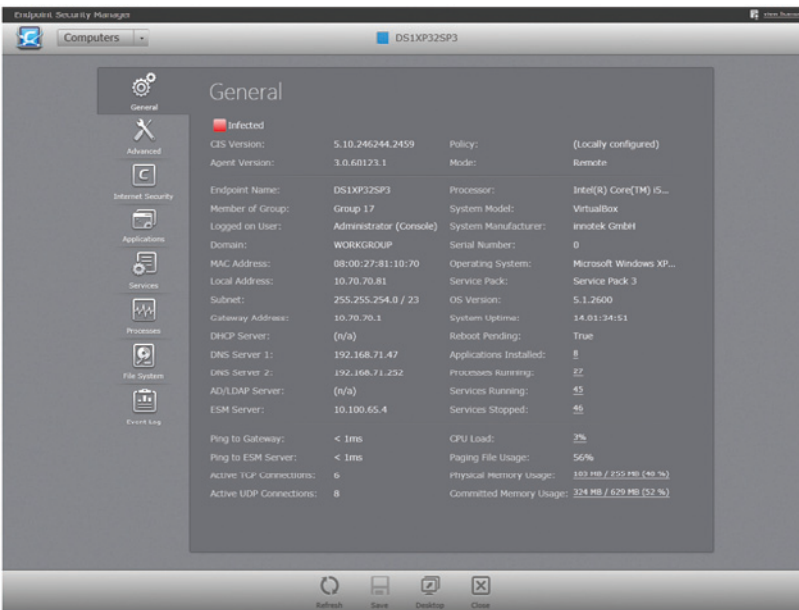 Endpoint Security Manager
Computers
DS1XP32SP3
General
Advanced
Internet Security
Applications
Services
Processes
File System
Event Log
General
Infected
CIS Version: 5.10.246244.2459 Policy: (Locally configured)
Agent Version: 3.0.60123.1 Mode: Remote
Endpoint Name: DS1XP32SP3 Processor: Intel(R) Core(TM) i5...
Member of Group: Group 17 System Model: VirtualBox
Logged on User: Administrator (Console) System Manufacturer: innotek GmbH
Domain: WORKGROUP Serial Number: 0
MAC Address: 08:00:27:81:10:70 Operating System: Microsoft Windows XP...
Local Address: 10.70.70.81 Service Pack: Service Pack 3
Subnet: 255.255.254.0 / 23 OS Version: 5.1.2600
Gateway Address: 10.70.70.1 System Uptime: 14.01:34:51
DHCP Server: (n/a) Reboot Pending: True
DNS Server 1: 192.168.71.47 Applications Installed: 8
DNS Server 2: 192.168.71.252 Processes Running: 27
AD/LDAP Server: (n/a) Services Running: 45
ESM Server: 10.100.65.4 Services Stopped: 46
Ping to Gateway: < 1ms CPU Load: 3%
Ping to ESM Server: < 1ms Paging File Usage: 56%
Active TCP Connections: 6 Physical Memory Usage: 103 MB / 255 MB (40 %)
Active UDP Connections: 8 Committed Memory Usage: 324 MB / 629 MB (52 %)
Refresh
Save
Desktop
Close